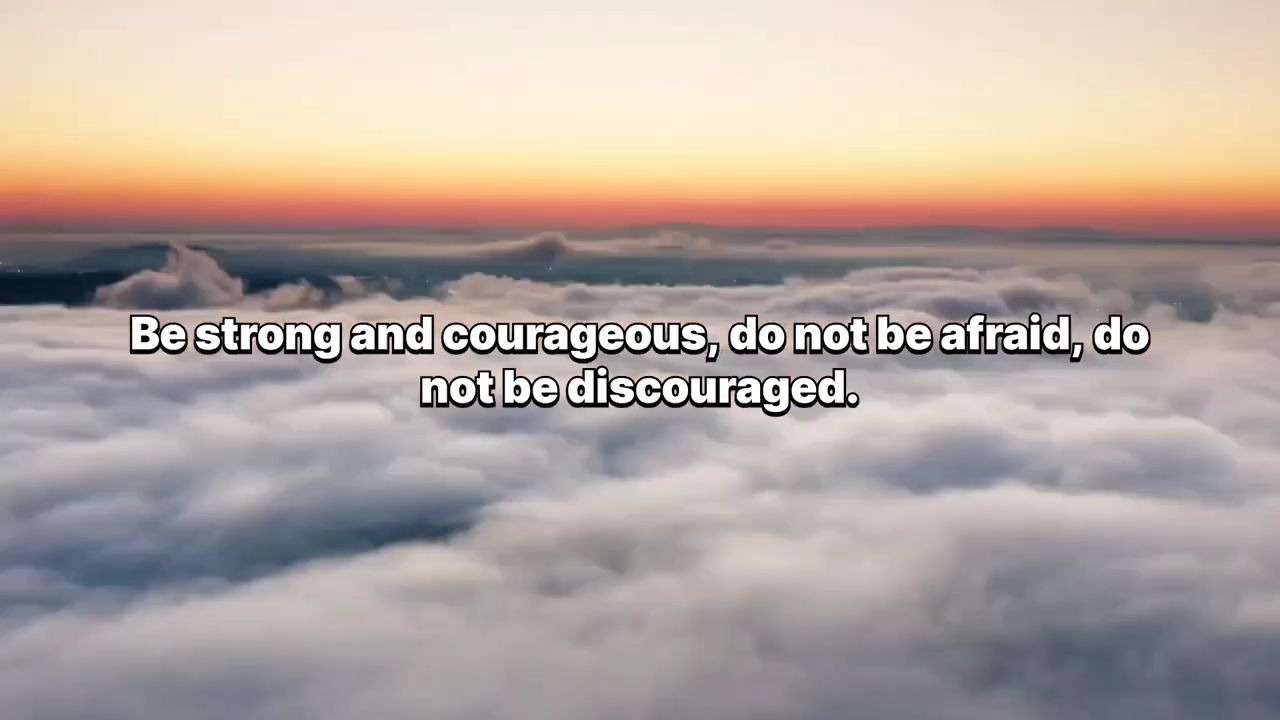 Be strong and courageous, do not be afraid, do
not be discouraged.